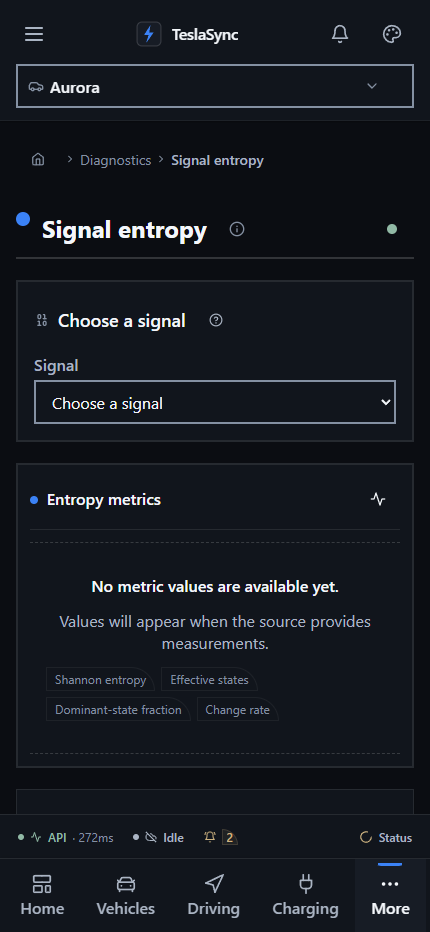 TeslaSync
Aurora
Diagnostics
Signal entropy
Signal entropy
Choose a signal
Signal
Choose a signal
Entropy metrics
No metric values are available yet.
Values will appear when the source provides
measurements.
Shannon entropy
Effective states
Dominant-state fraction
Change rate
API · 272ms
Idle
2
Status
Home
Vehicles
Driving
Charging
More